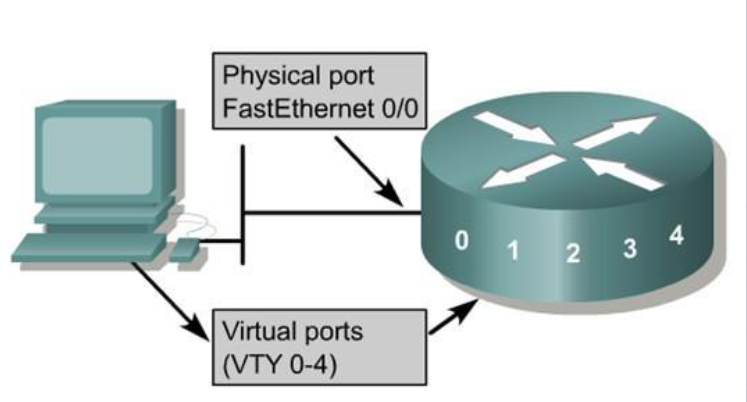 Physical port
FastEthernet 0/0
0 1 2 3 4
Virtual ports
(VTY 0-4)